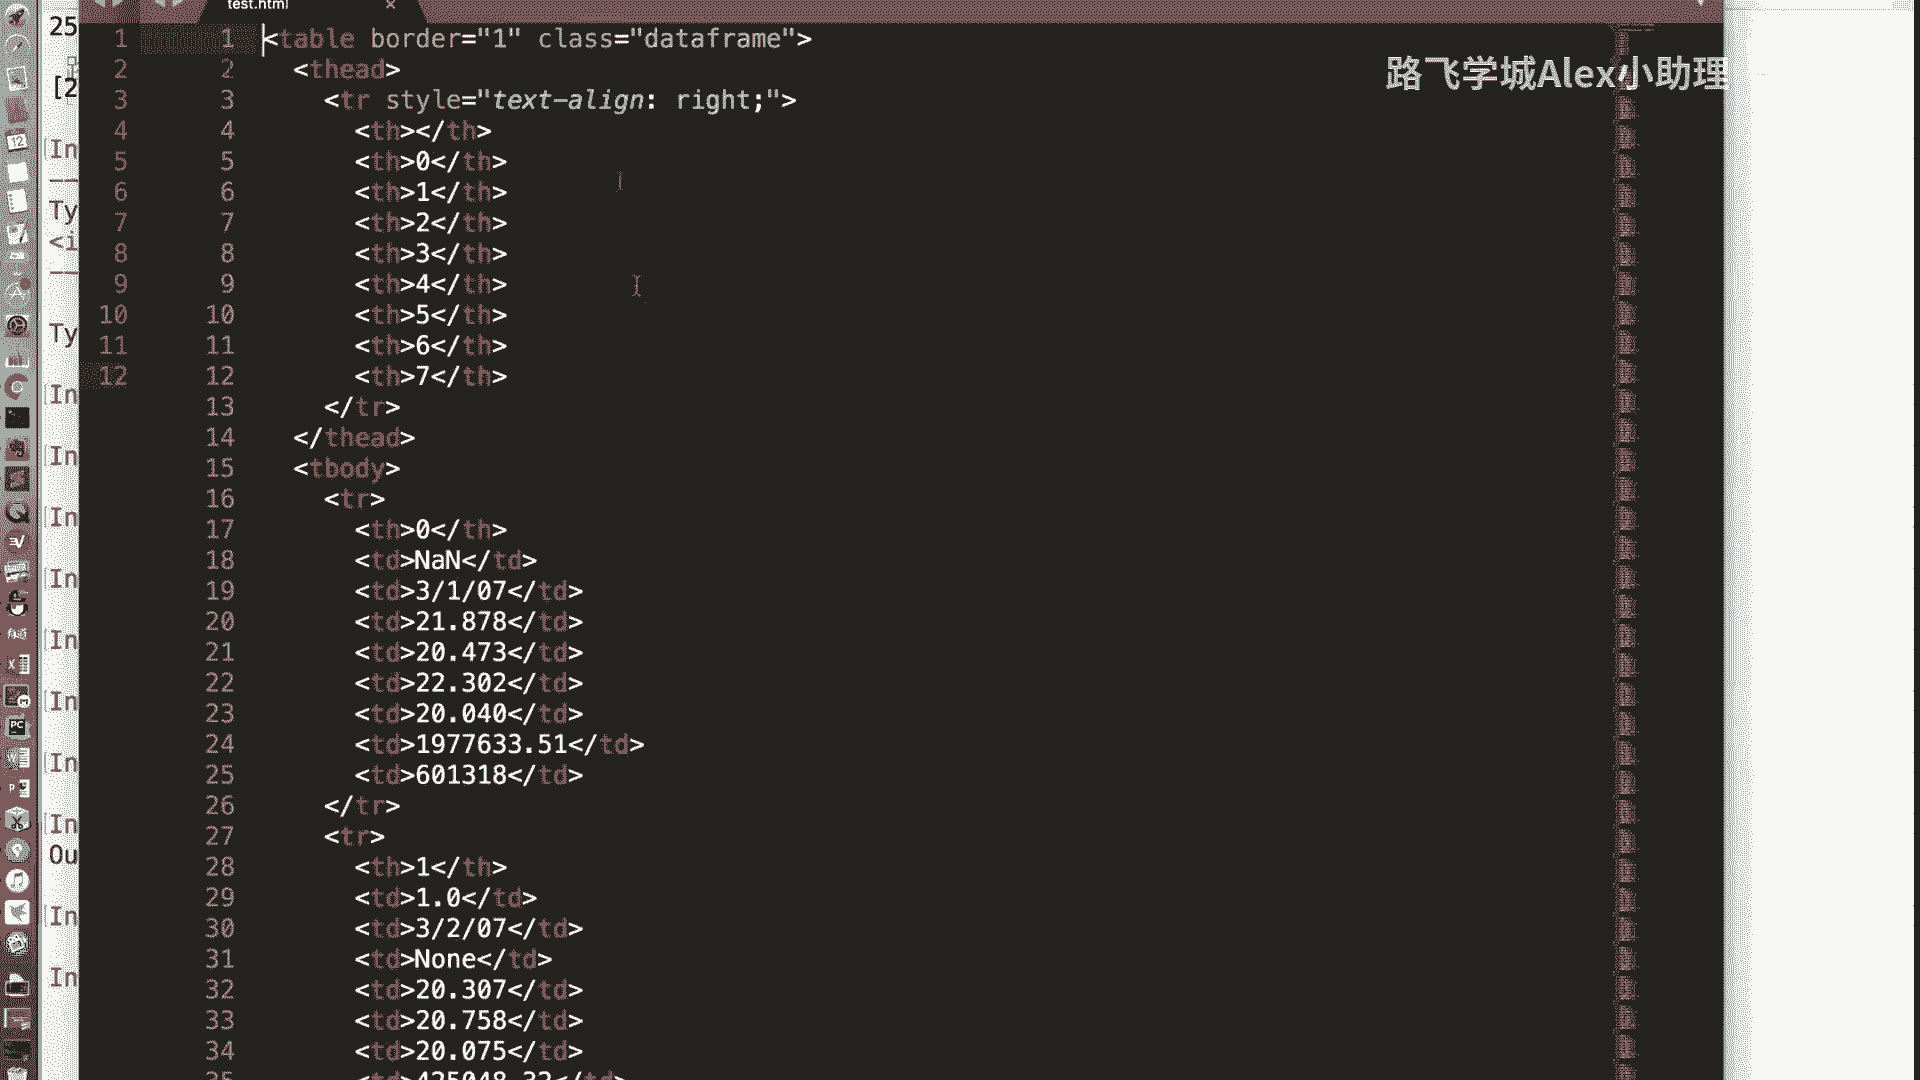 test.html ×
25
[2
In
Ty
<i
Ty
In
In
In
In
In
In
In
In
Ou
In
In
1 1 <table border="1" class="dataframe">
2 2 <thead>
3 3 <tr style="text-align: right;">
4 4 <th></th>
5 5 <th>0</th>
6 6 <th>1</th>
7 7 <th>2</th>
8 8 <th>3</th>
9 9 <th>4</th>
10 10 <th>5</th>
11 11 <th>6</th>
12 12 <th>7</th>
13 </tr>
14 </thead>
15 <tbody>
16 <tr>
17 <th>0</th>
18 <td>NaN</td>
19 <td>3/1/07</td>
20 <td>21.878</td>
21 <td>20.473</td>
22 <td>22.302</td>
23 <td>20.040</td>
24 <td>1977633.51</td>
25 <td>601318</td>
26 </tr>
27 <tr>
28 <th>1</th>
29 <td>1.0</td>
30 <td>3/2/07</td>
31 <td>None</td>
32 <td>20.307</td>
33 <td>20.758</td>
34 <td>20.075</td>
35 <td>425048.32</td>
路飞学城Alex小助理